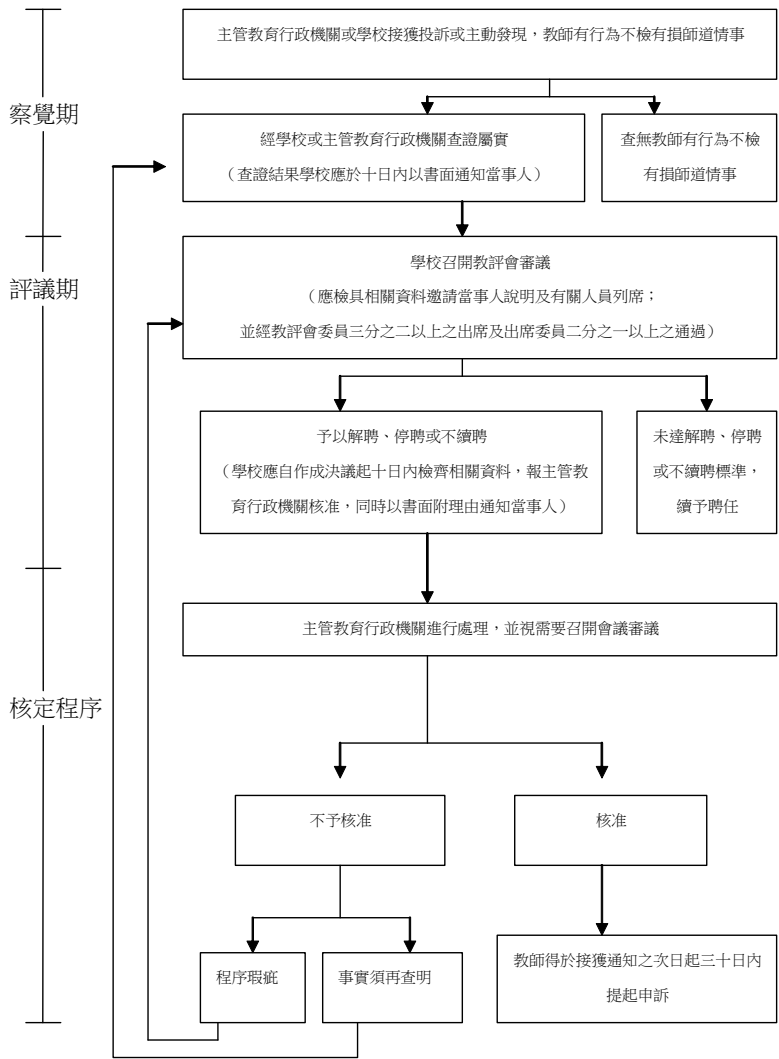 主管教育行政機關或學校接獲投訴或主動發現，教師有行為不檢有損師道情事
察覺期
經學校或主管教育行政機關查證屬實
（查證結果學校應於十日內以書面通知當事人）
查無教師有行為不檢
有損師道情事
評議期
學校召開教評會審議
（應檢具相關資料邀請當事人說明及有關人員列席；
並經教評會委員三分之二以上之出席及出席委員二分之一以上之通過）
予以解聘、停聘或不續聘
（學校應自作成決議起十日內檢齊相關資料，報主管教
育行政機關核准，同時以書面附理由通知當事人）
未達解聘、停聘
或不續聘標準，
續予聘任
核定程序
主管教育行政機關進行處理，並視需要召開會議審議
不予核准
核准
程序瑕疵
事實須再查明
教師得於接獲通知之次日起三十日內
提起申訴